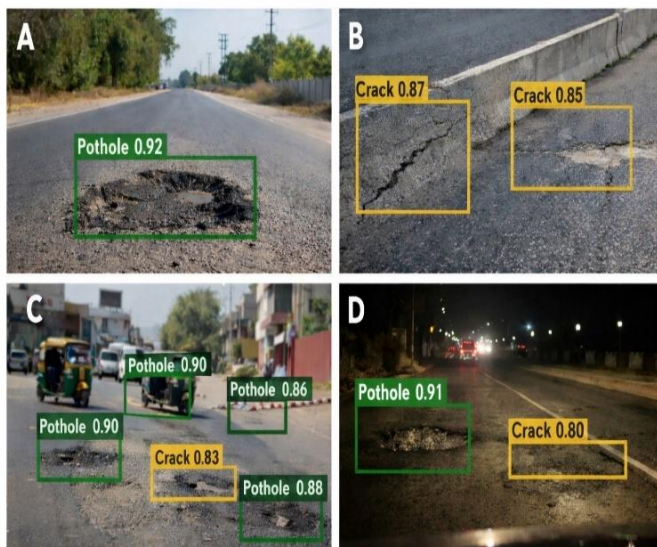 A
Pothole 0.92
B
Crack 0.87
Crack 0.85
C
Pothole 0.90
Pothole 0.86
Pothole 0.90
Crack 0.83
Pothole 0.88
D
Pothole 0.91
Crack 0.80